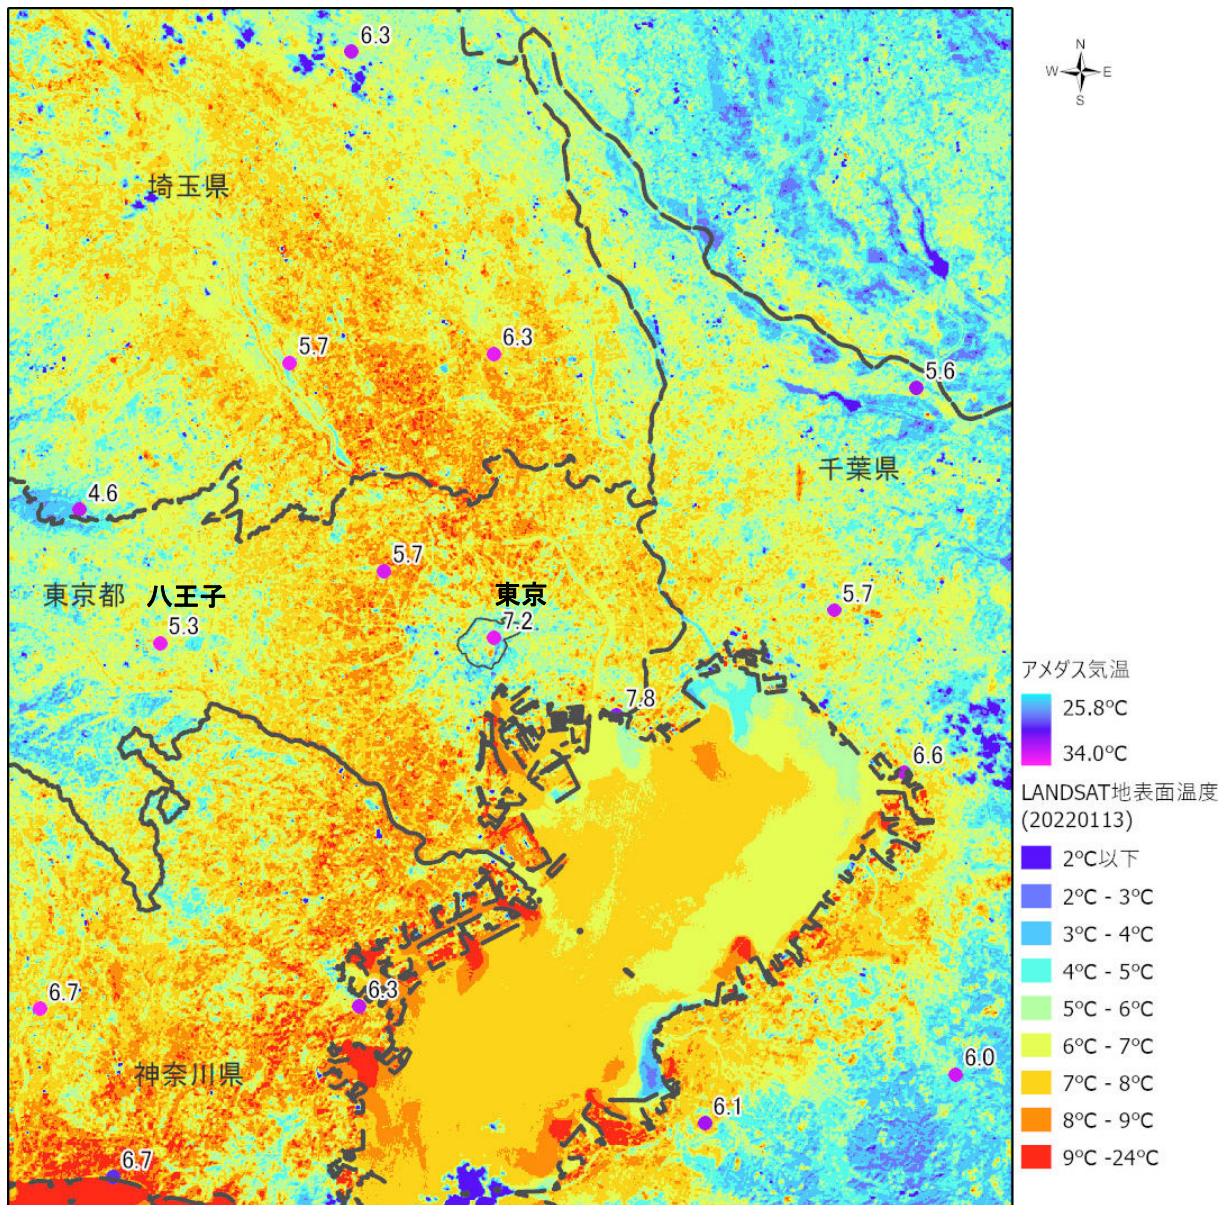 6.3
N
W E
S
埼玉県
5.7
6.3
5.6
千葉県
4.6
5.7
東京都 八王子
東京
5.3
7.2
5.7
7.8
6.6
アメダス気温
25.8℃
34.0℃
LANDSAT地表面温度
(20220113)
2℃以下
2℃ - 3℃
3℃ - 4℃
4℃ - 5℃
5℃ - 6℃
6℃ - 7℃
7℃ - 8℃
8℃ - 9℃
9℃ -24℃
6.7
6.3
神奈川県
6.0
6.1
6.7